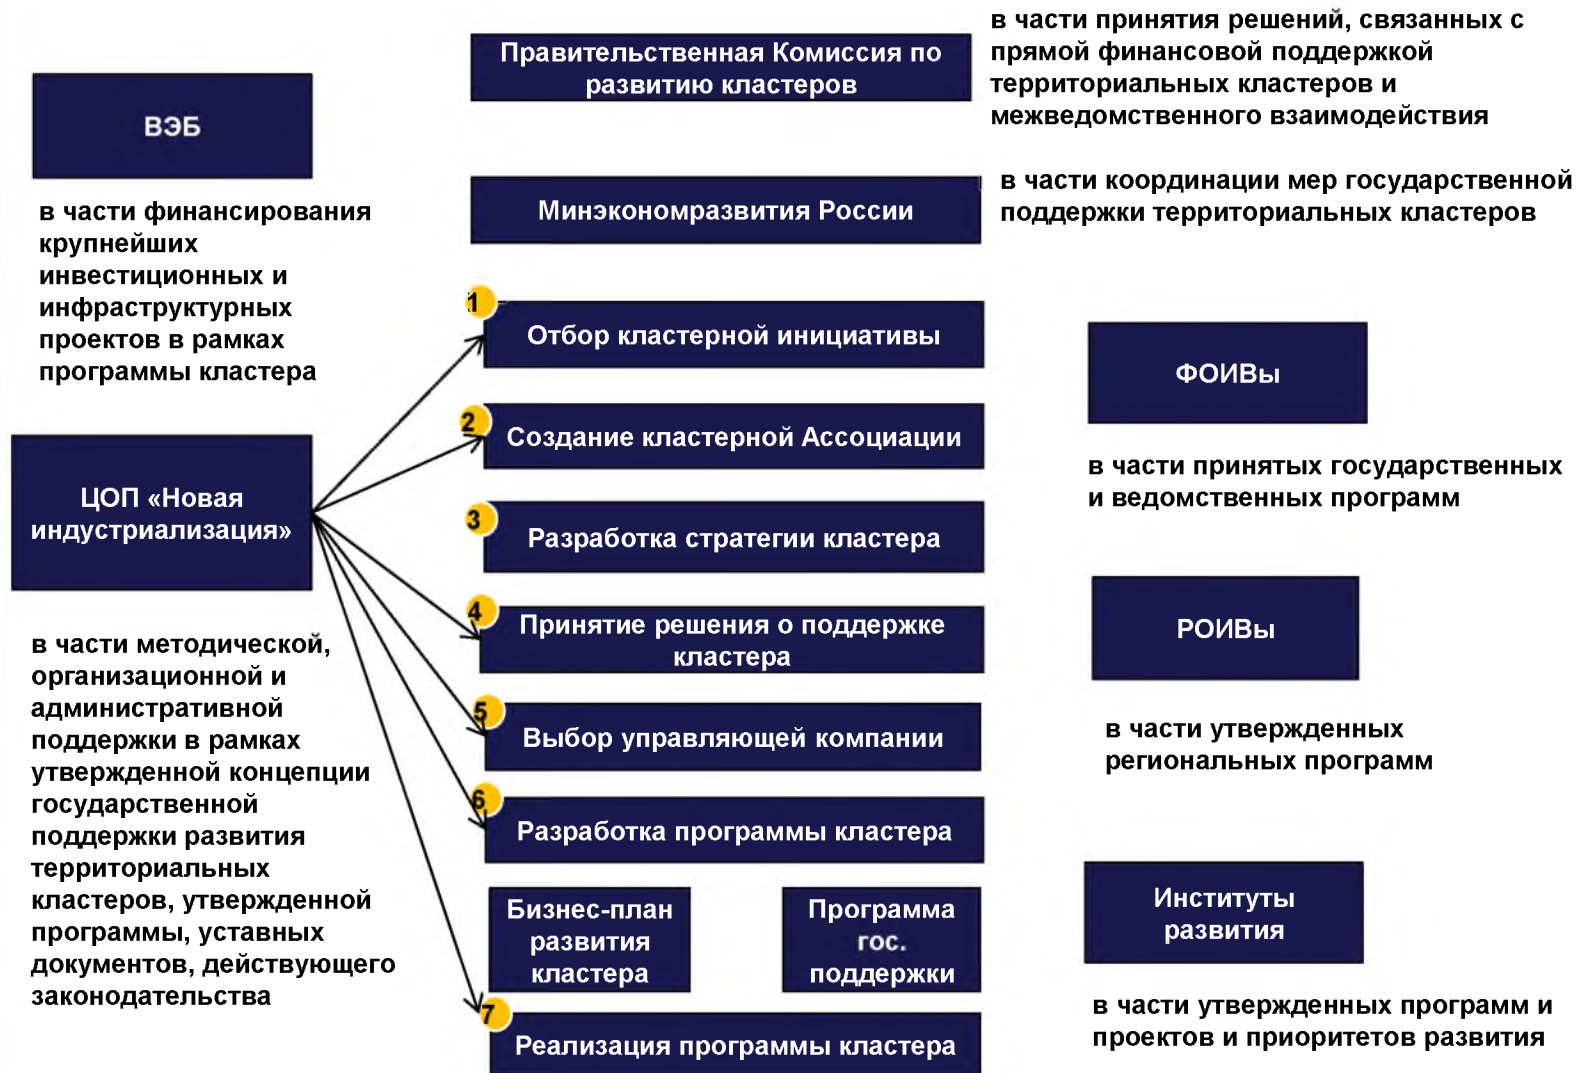 Правительственная Комиссия по
развитию кластеров
в части принятия решений, связанных с
прямой финансовой поддержкой
территориальных кластеров и
межведомственного взаимодействия
ВЭБ
в части финансирования
крупнейших
инвестиционных и
инфраструктурных
проектов в рамках
программы кластера
Минэкономразвития России
в части координации мер государственной
поддержки территориальных кластеров
ЦОП «Новая
индустриализация»
в части методической,
организационной и
административной
поддержки в рамках
утвержденной концепции
государственной
поддержки развития
территориальных
кластеров, утвержденной
программы, уставных
документов, действующего
законодательства
1
Отбор кластерной инициативы
2
Создание кластерной Ассоциации
3
Разработка стратегии кластера
4
Принятие решения о поддержке
кластера
5
Выбор управляющей компании
6
Разработка программы кластера
Бизнес-план
развития
кластера
Программа
гос.
поддержки
7
Реализация программы кластера
ФОИВы
в части принятых государственных
и ведомственных программ
РОИВы
в части утвержденных
региональных программ
Институты
развития
в части утвержденных программ и
проектов и приоритетов развития